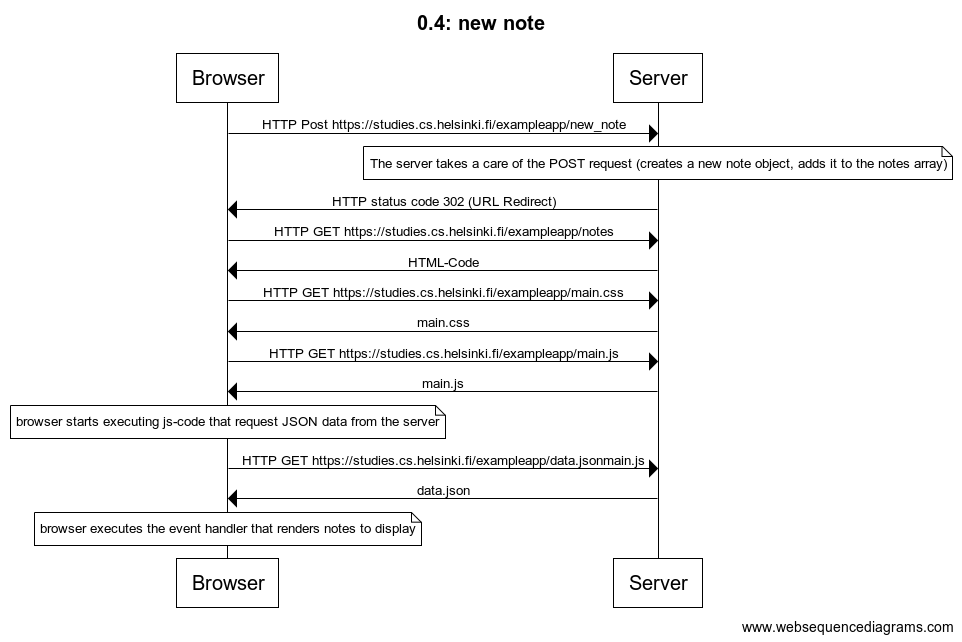 0.4: new note
Browser
Server
HTTP Post https://studies.cs.helsinki.fi/exampleapp/new_note
The server takes a care of the POST request (creates a new note object, adds it to the notes array)
HTTP status code 302 (URL Redirect)
HTTP GET https://studies.cs.helsinki.fi/exampleapp/notes
HTML-Code
HTTP GET https://studies.cs.helsinki.fi/exampleapp/main.css
main.css
HTTP GET https://studies.cs.helsinki.fi/exampleapp/main.js
main.js
browser starts executing js-code that request JSON data from the server
HTTP GET https://studies.cs.helsinki.fi/exampleapp/data.jsonmain.js
data.json
browser executes the event handler that renders notes to display
Browser
Server
www.websequencediagrams.com